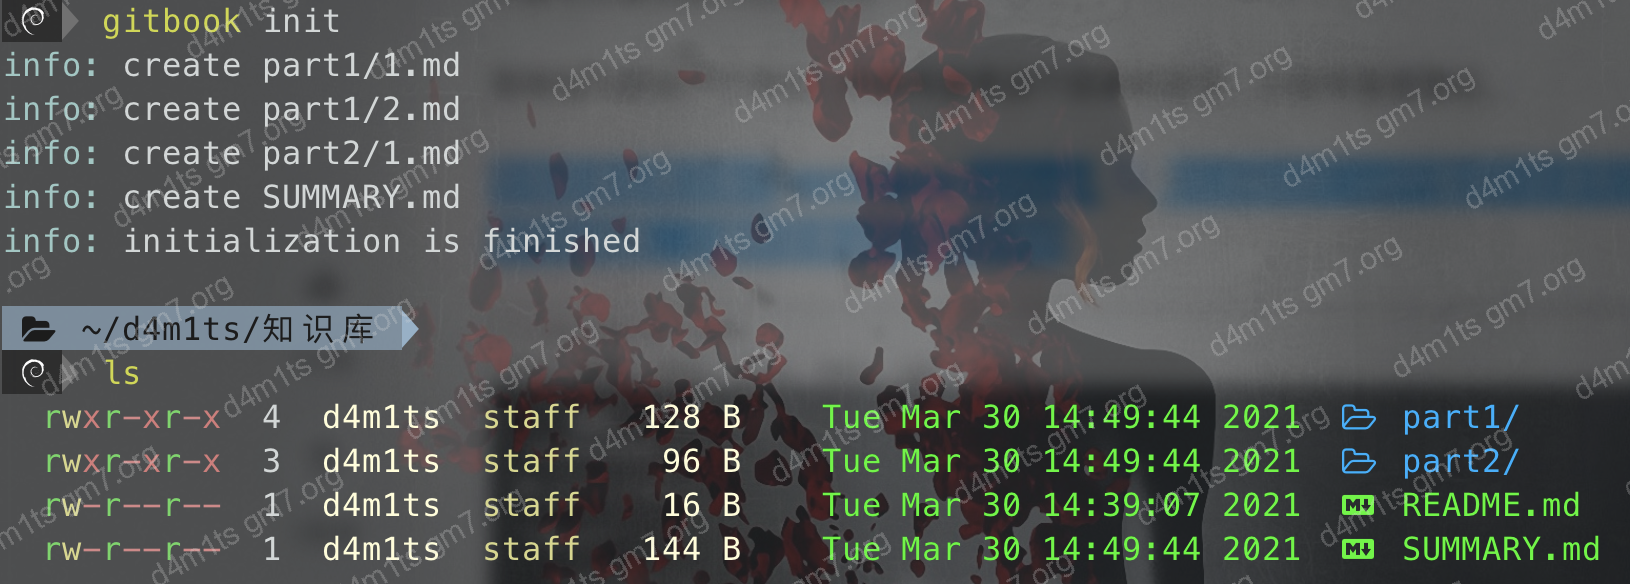 gitbook init
info: create part1/1.md
info: create part1/2.md
info: create part2/1.md
info: create SUMMARY.md
info: initialization is finished
~/d4m1ts/知识库
ls
rwxr-xr-x 4 d4m1ts staff 128 B Tue Mar 30 14:49:44 2021 part1/
rwxr-xr-x 3 d4m1ts staff 96 B Tue Mar 30 14:49:44 2021 part2/
rw-r--r-- 1 d4m1ts staff 16 B Tue Mar 30 14:39:07 2021 README.md
rw-r--r-- 1 d4m1ts staff 144 B Tue Mar 30 14:49:44 2021 SUMMARY.md
d4m1ts gm7.org